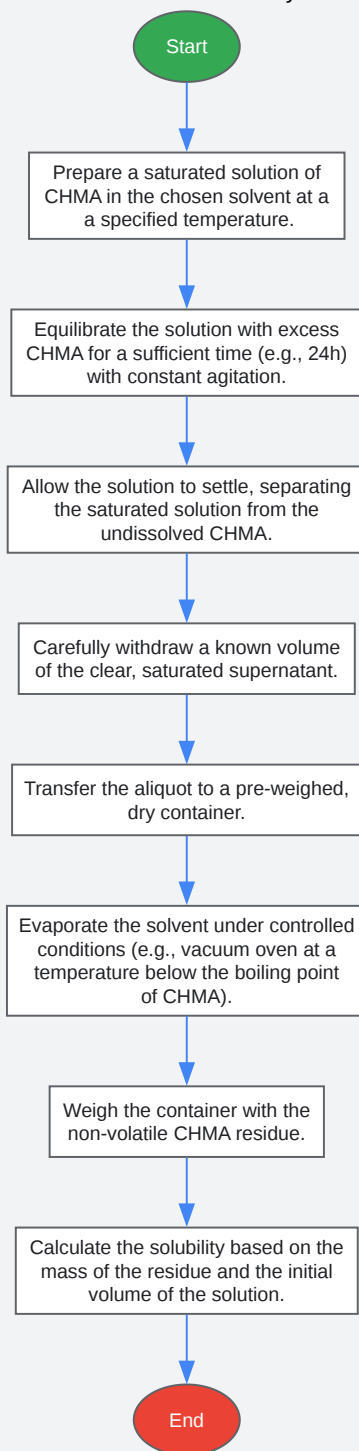 Start
Prepare a saturated solution of
CHMA in the chosen solvent at a
a specified temperature.
Equilibrate the solution with excess
CHMA for a sufficient time (e.g., 24h)
with constant agitation.
Allow the solution to settle, separating
the saturated solution from the
undissolved CHMA.
Carefully withdraw a known volume
of the clear, saturated supernatant.
Transfer the aliquot to a pre-weighed,
dry container.
Evaporate the solvent under controlled
conditions (e.g., vacuum oven at a
temperature below the boiling point
of CHMA).
Weigh the container with the
non-volatile CHMA residue.
Calculate the solubility based on the
mass of the residue and the initial
volume of the solution.
End